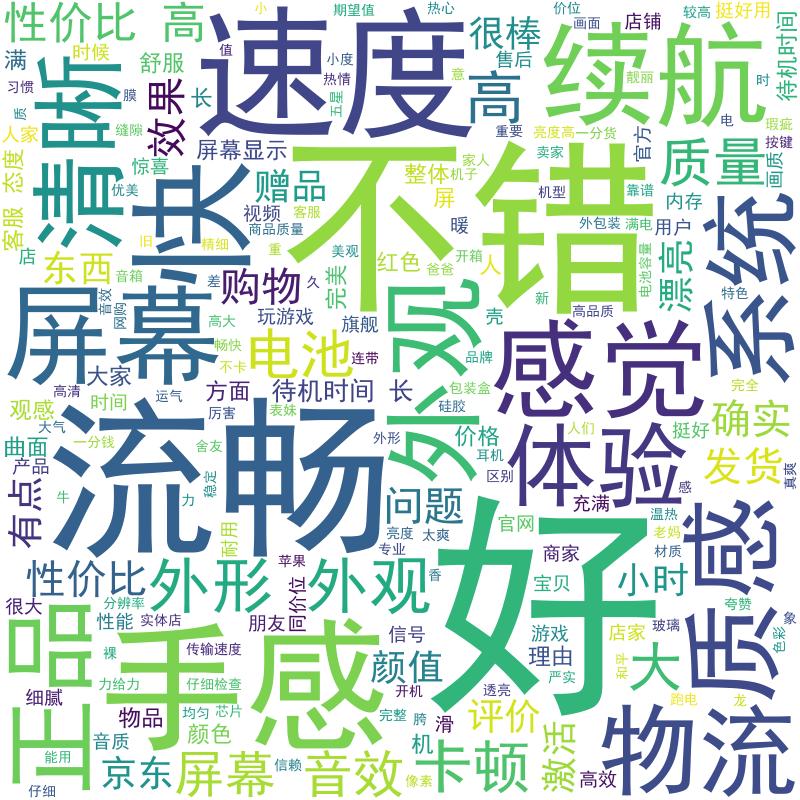 性价比 高
速度
很棒
高
续航
待机时间
清晰
舒服
效果
长
满
时候
习惯
质
膜
人家
缝隙
态度
客服
惊喜
优美
店
快
屏幕显示
赠品
视频
客服
商品质量
旧
精细
重
小
值
小度
热情
五星
期望值
热心
意
售后
重要
价位
画面
店铺
靓丽
较高
挺好用
时
电
瑕疵
按键
亮度高
一分货
官方
卖家
质量
画质
不错
整体
机子
家人
屏
暖
机型
靠谱
内存
外包装
满电
用户
系统
漂亮
电池容量
特色
东西
音箱
音效
网购
差
购物
美观
久
完美
红色
爸爸
开箱
人
新
高品质
屏幕
高大
畅快
不卡
玩游戏
旗舰
壳
外观
品牌
感觉
电池
连带
大家
高清
运气
方面
待机时间 长
包装盒
硅胶
完全
观感
时间
大气
厉害
表妹
曲面
一分钱
舍友
外形
价格
耳机
体验
人们
挺好
确实
产品
有点
流畅
牛
力
稳定
耐用
问题
亮度
太爽
专业
区别
充满
感
发货
真爽
官网
好
商家
温热
老妈
材质
质感
性价比
外形
苹果
同价位
外观
香
宝贝
小时
夸赞
很大
分辨率
性能
实体店
朋友
信号
游戏
理由
严实
店家
玻璃
象
色彩
正品
裸
手感
传输速度
颜值
开机
透亮
和平
大
跑电
龙
细腻
力给力
仔细检查
物品
均匀
芯片
完整
胯
滑
评价
音质
颜色
机
激活
物流
能用
仔细
京东
屏幕
信赖
音效
像素
卡顿
高效